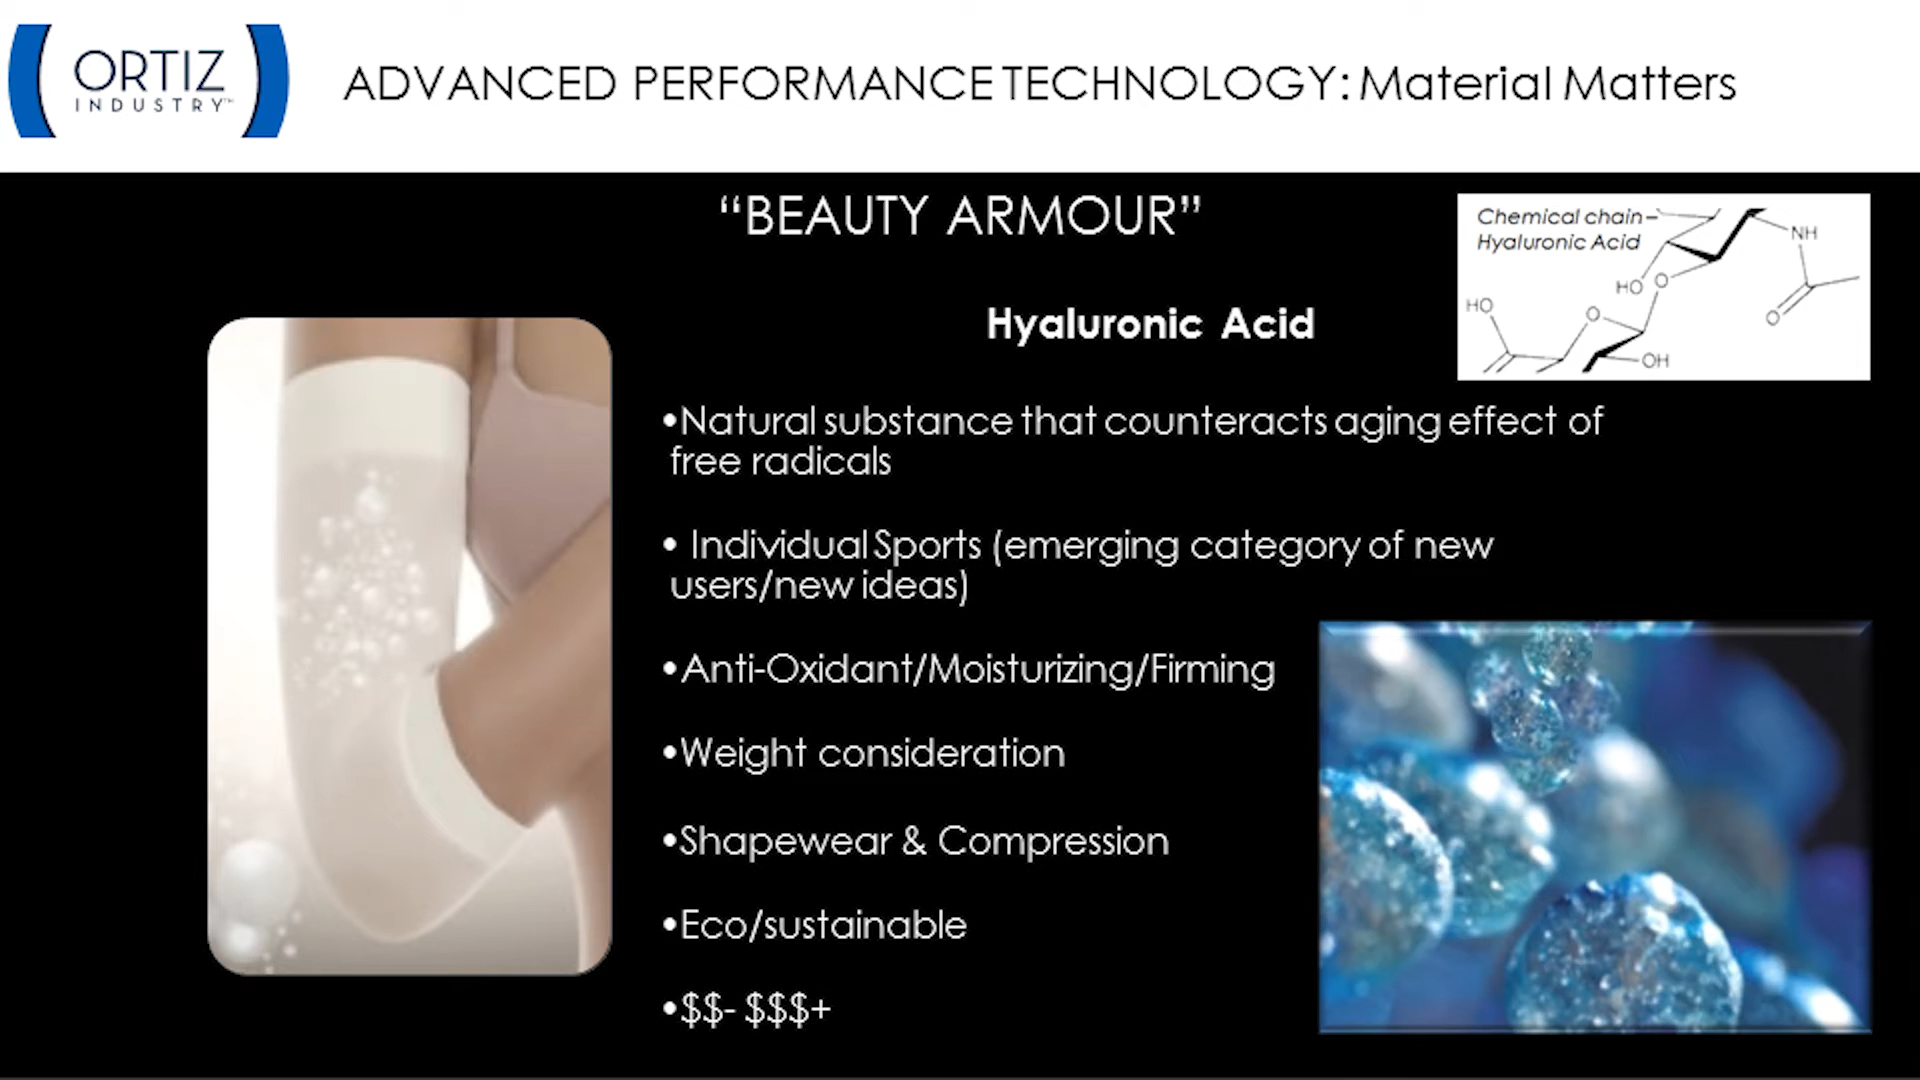 ORTIZ
INDUSTRY™
ADVANCED PERFORMANCE TECHNOLOGY: Material Matters
“BEAUTY ARMOUR”
Chemical chain–
Hyaluronic Acid
NH
HO
O
HO
O
O
OH
Hyaluronic Acid
•Natural substance that counteracts aging effect of
free radicals
• Individual Sports (emerging category of new
users/new ideas)
•Anti-Oxidant/Moisturizing/Firming
•Weight consideration
•Shapewear & Compression
•Eco/sustainable
•$$- $$$+